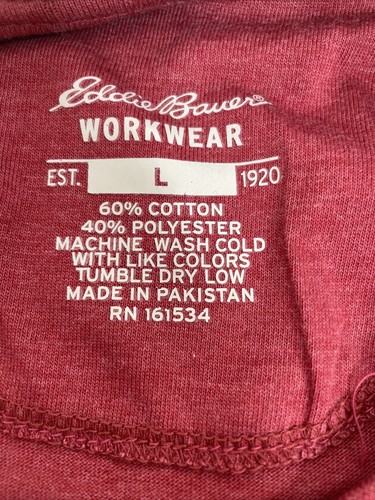 Eddie Bauer®
WORKWEAR
EST. L 1920
60% COTTON
40% POLYESTER
MACHINE WASH COLD
WITH LIKE COLORS
TUMBLE DRY LOW
MADE IN PAKISTAN
RN 161534